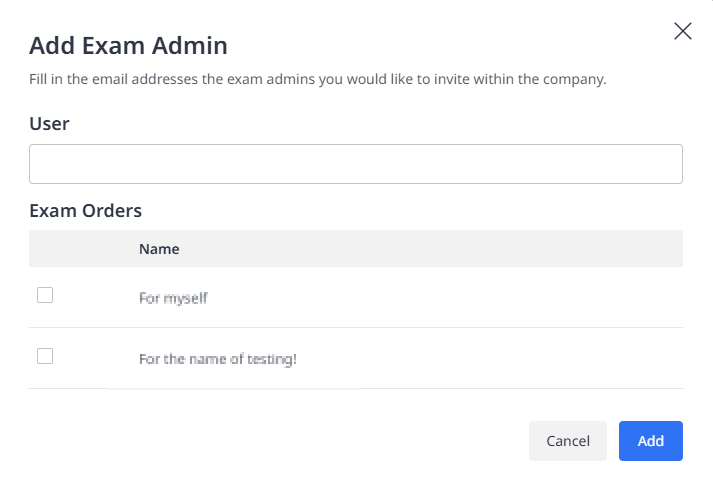 Add Exam Admin
Fill in the email addresses the exam admins you would like to invite within the company.
User
Exam Orders
Name
For myself
For the name of testing!
Cancel
Add